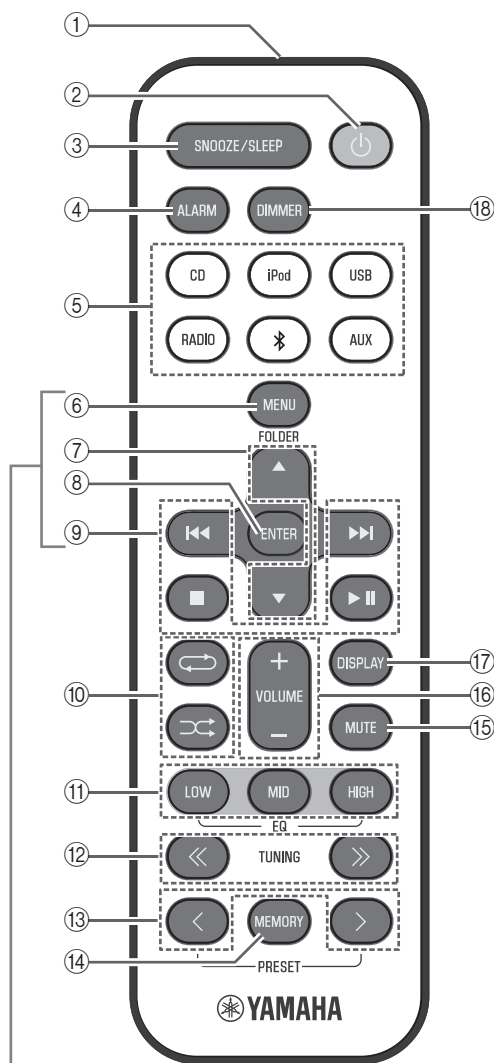 ①
②
③ SNOOZE/SLEEP
④ ALARM DIMMER ⑱
CD iPod USB
⑤
RADIO AUX
⑥ MENU
FOLDER
⑦
⑧ ENTER
⑨
DISPLAY ⑰
⑩ VOLUME ⑯
MUTE ⑮
⑪ LOW MID HIGH
EQ
⑫ TUNING
⑬ MEMORY
⑭ PRESET
YAMAHA